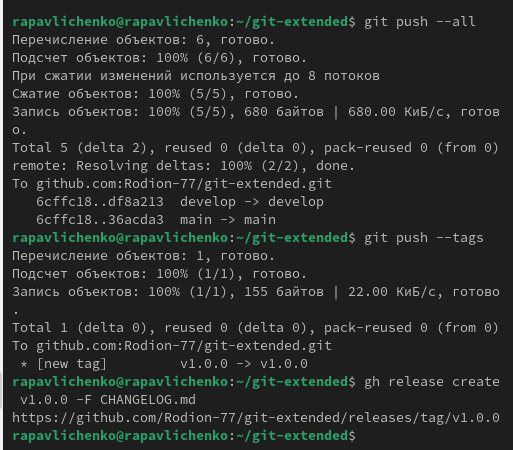 rapavlichenko@rapavlichenko:~/git-extended$ git push --all
Перечисление объектов: 6, готово.
Подсчет объектов: 100% (6/6), готово.
При сжатии изменений используется до 8 потоков
Сжатие объектов: 100% (5/5), готово.
Запись объектов: 100% (5/5), 680 байтов | 680.00 КиБ/с, готов
о.
Total 5 (delta 2), reused 0 (delta 0), pack-reused 0 (from 0)
remote: Resolving deltas: 100% (2/2), done.
To github.com:Rodion-77/git-extended.git
   6cffc18..df8a213  develop -> develop
   6cffc18..36acda3  main -> main
rapavlichenko@rapavlichenko:~/git-extended$ git push --tags
Перечисление объектов: 1, готово.
Подсчет объектов: 100% (1/1), готово.
Запись объектов: 100% (1/1), 155 байтов | 22.00 КиБ/с, готово
.
Total 1 (delta 0), reused 0 (delta 0), pack-reused 0 (from 0)
To github.com:Rodion-77/git-extended.git
 * [new tag]         v1.0.0 -> v1.0.0
rapavlichenko@rapavlichenko:~/git-extended$ gh release create
 v1.0.0 -F CHANGELOG.md
https://github.com/Rodion-77/git-extended/releases/tag/v1.0.0
rapavlichenko@rapavlichenko:~/git-extended$